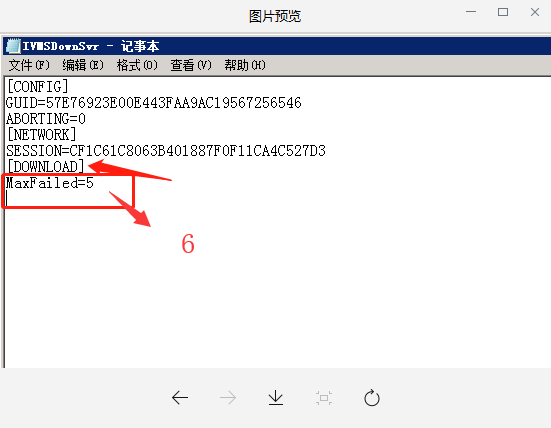 图片预览
IVMSDownSvr - 记事本
文件(F) 编辑(E) 格式(O) 查看(V) 帮助(H)
[CONFIG]
GUID=57E76923E00E443FAA9AC19567256546
ABORTING=0
[NETWORK]
SESSION=CF1C61C8063B401887F0F11CA4C527D3
[DOWNLOAD]
MaxFailed=5
6